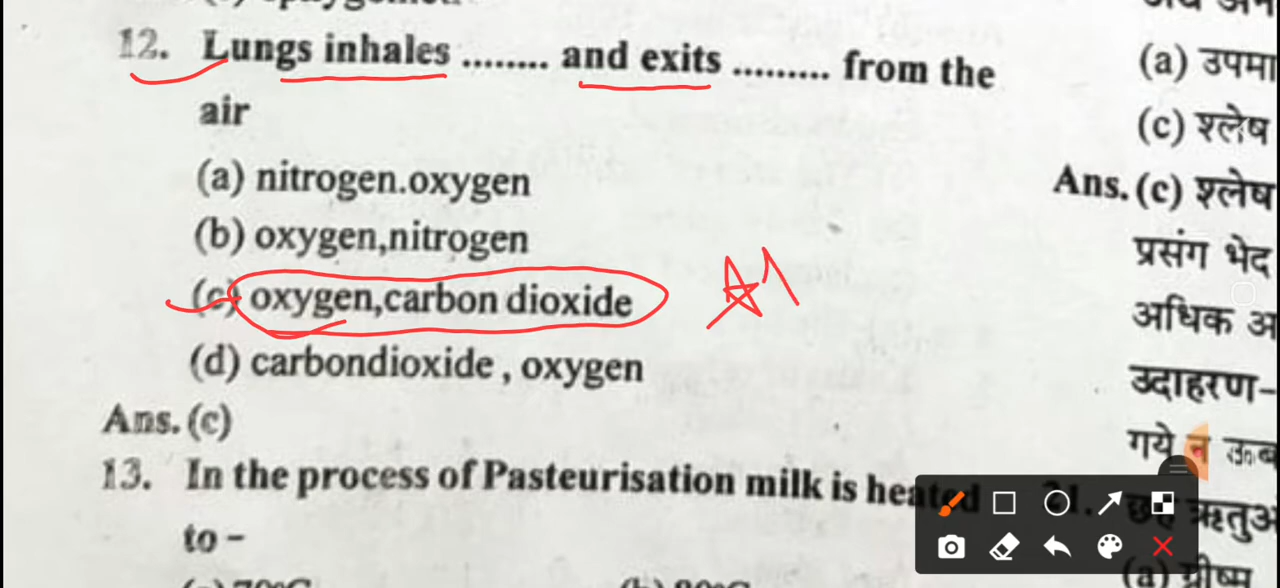 12. Lungs inhales ........ and exits ......... from the
air
(a) nitrogen.oxygen
(b) oxygen,nitrogen
(c) oxygen,carbon dioxide
(d) carbondioxide , oxygen
Ans. (c)
13. In the process of Pasteurisation milk is heated
to –
(a) उपमा
(c) श्लेष
Ans. (c) श्लेष
प्रसंग भेद
अधिक
उदाहरण–
गये न
21.